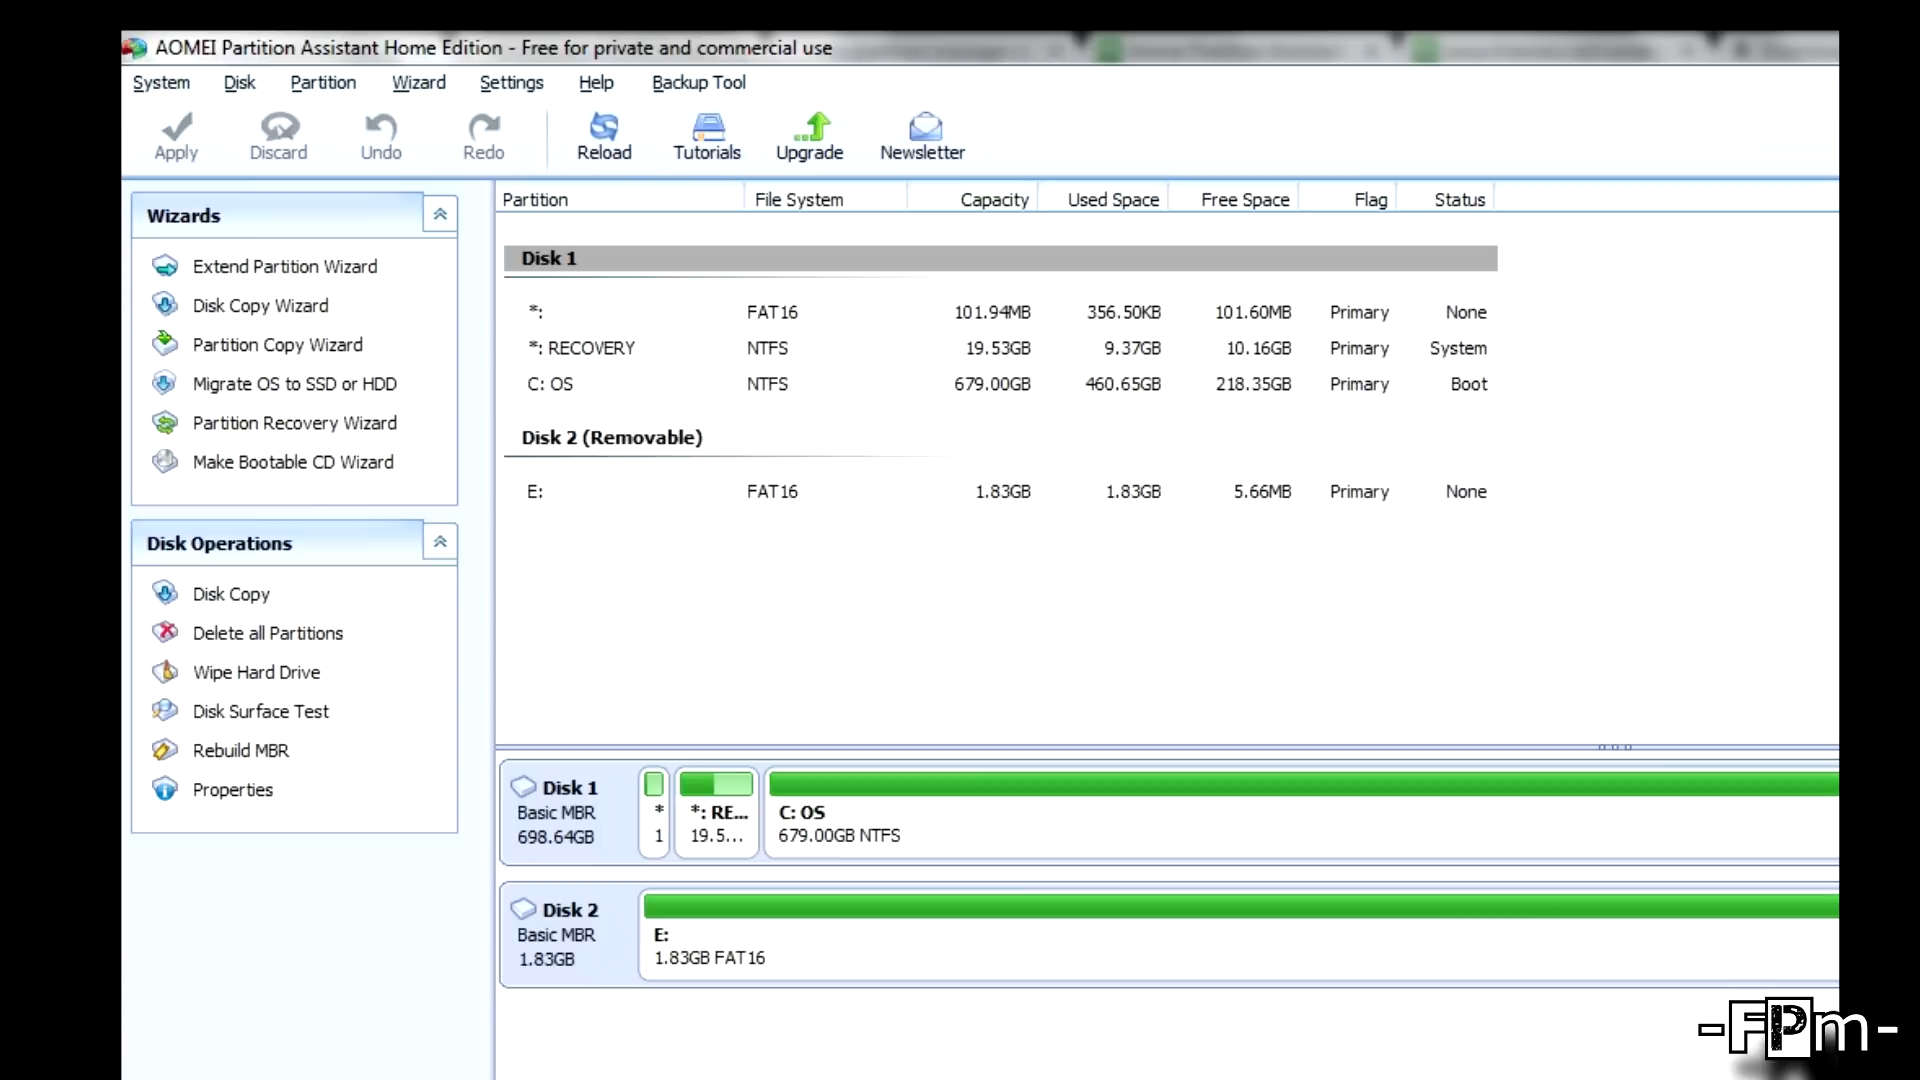 AOMEI Partition Assistant Home Edition - Free for private and commercial use
System Disk Partition Wizard Settings Help Backup Tool
Apply Discard Undo Redo Reload Tutorials Upgrade Newsletter
Wizards
Extend Partition Wizard
Disk Copy Wizard
Partition Copy Wizard
Migrate OS to SSD or HDD
Partition Recovery Wizard
Make Bootable CD Wizard
Disk Operations
Disk Copy
Delete all Partitions
Wipe Hard Drive
Disk Surface Test
Rebuild MBR
Properties
Partition File System Capacity Used Space Free Space Flag Status
Disk 1
*: FAT16 101.94MB 356.50KB 101.60MB Primary None
*: RECOVERY NTFS 19.53GB 9.37GB 10.16GB Primary System
C: OS NTFS 679.00GB 460.65GB 218.35GB Primary Boot
Disk 2 (Removable)
E: FAT16 1.83GB 1.83GB 5.66MB Primary None
Disk 1
Basic MBR
698.64GB
*
1
*: RE...
19.5...
C: OS
679.00GB NTFS
Disk 2
Basic MBR
1.83GB
E:
1.83GB FAT16
-FPm-